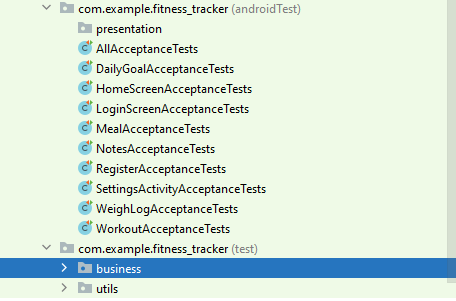 com.example.fitness_tracker (androidTest)
presentation
AllAcceptanceTests
DailyGoalAcceptanceTests
HomeScreenAcceptanceTests
LoginScreenAcceptanceTests
MealAcceptanceTests
NotesAcceptanceTests
RegisterAcceptanceTests
SettingsActivityAcceptanceTests
WeighLogAcceptanceTests
WorkoutAcceptanceTests
com.example.fitness_tracker (test)
business
utils